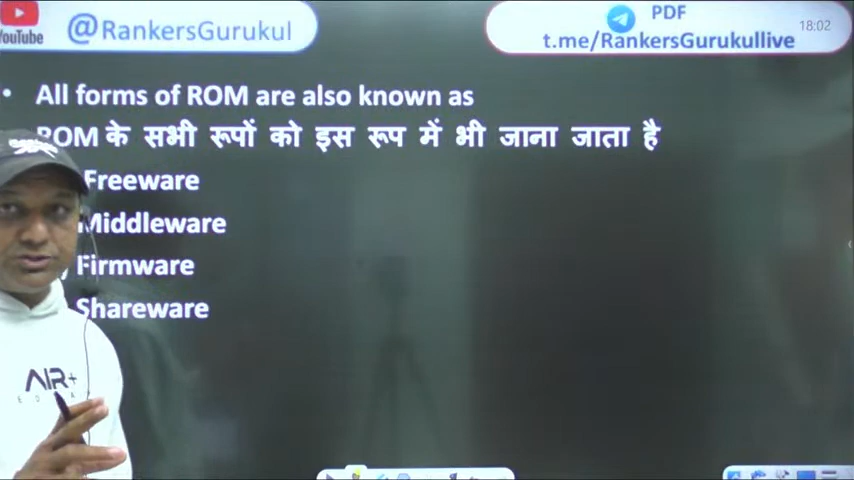 YouTube
@RankersGurukul
PDF
t.me/RankersGurukullive
18:02
• All forms of ROM are also known as
ROM के सभी रूपों को इस रूप में भी जाना जाता है
Freeware
Middleware
Firmware
Shareware
AIR+